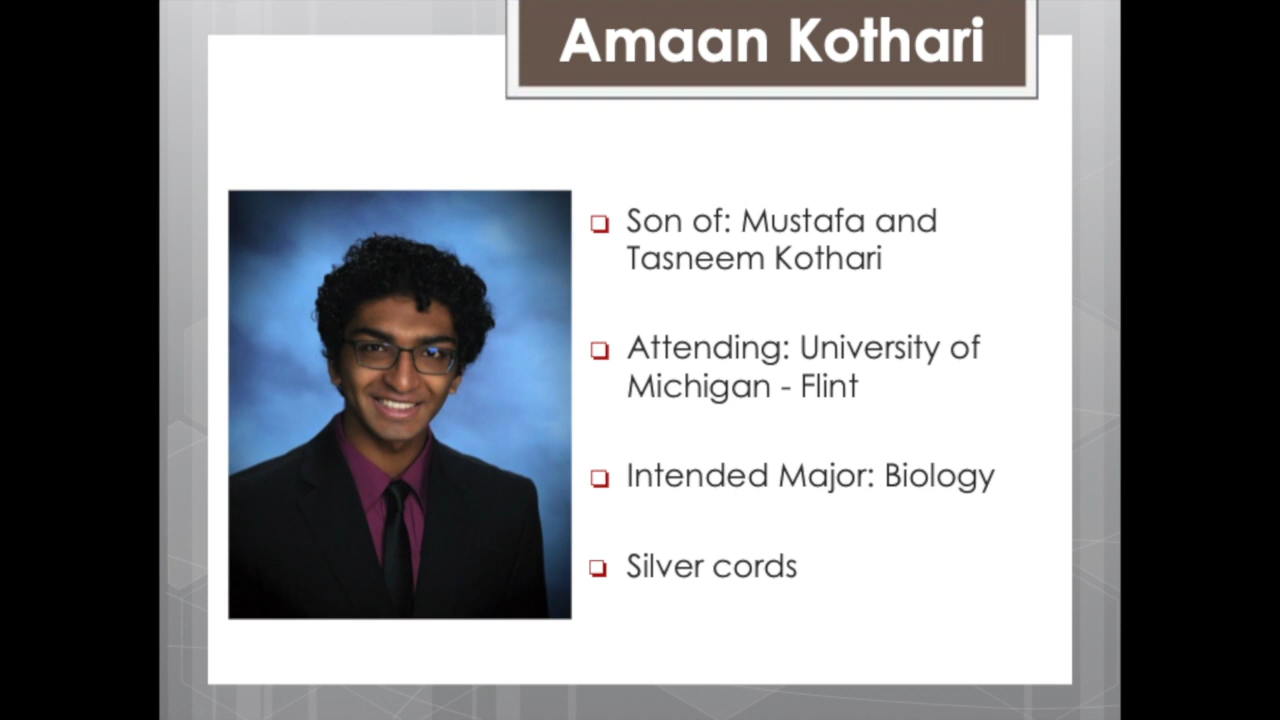 Amaan Kothari
Son of: Mustafa and
Tasneem Kothari
Attending: University of
Michigan - Flint
Intended Major: Biology
Silver cords